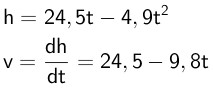 h = 24,5t − 4,9t²
v = dh/dt = 24,5 − 9,8t